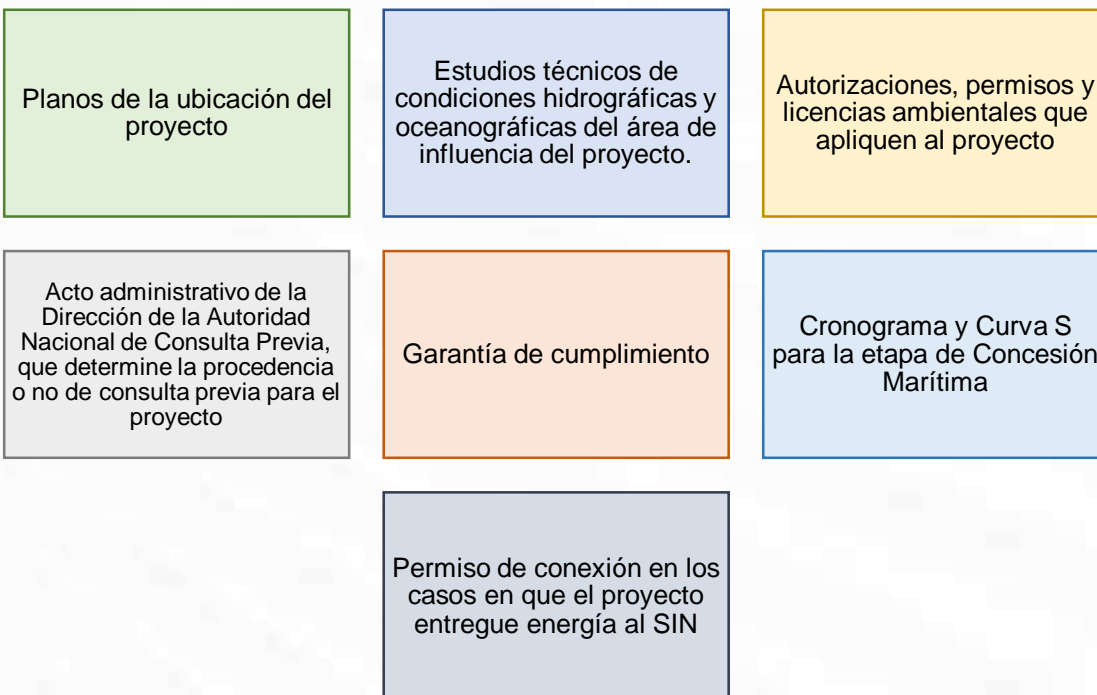 Planos de la ubicación del
proyecto
Estudios técnicos de
condiciones hidrográficas y
oceanográficas del área de
influencia del proyecto.
Autorizaciones, permisos y
licencias ambientales que
apliquen al proyecto
Acto administrativo de la
Dirección de la Autoridad
Nacional de Consulta Previa,
que determine la procedencia
o no de consulta previa para el
proyecto
Garantía de cumplimiento
Cronograma y Curva S
para la etapa de Concesión
Marítima
Permiso de conexión en los
casos en que el proyecto
entregue energía al SIN